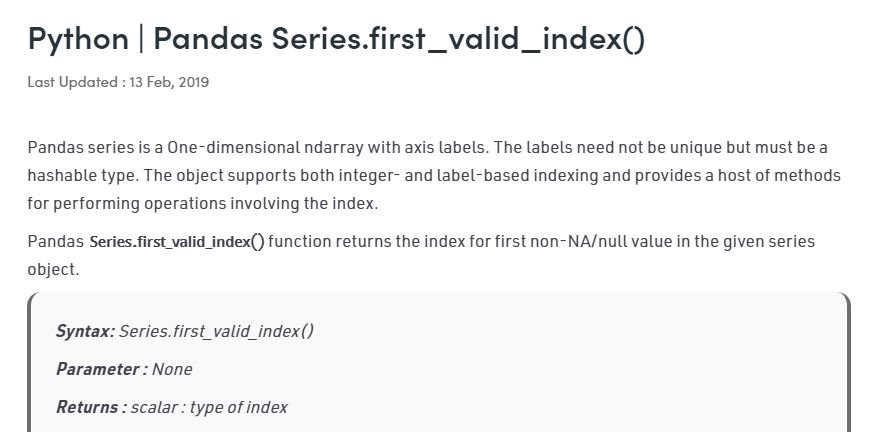 Python | Pandas Series.first_valid_index()
Last Updated : 13 Feb, 2019
Pandas series is a One-dimensional ndarray with axis labels. The labels need not be unique but must be a
hashable type. The object supports both integer- and label-based indexing and provides a host of methods
for performing operations involving the index.
Pandas Series.first_valid_index() function returns the index for first non-NA/null value in the given series
object.
Syntax: Series.first_valid_index()
Parameter : None
Returns : scalar : type of index